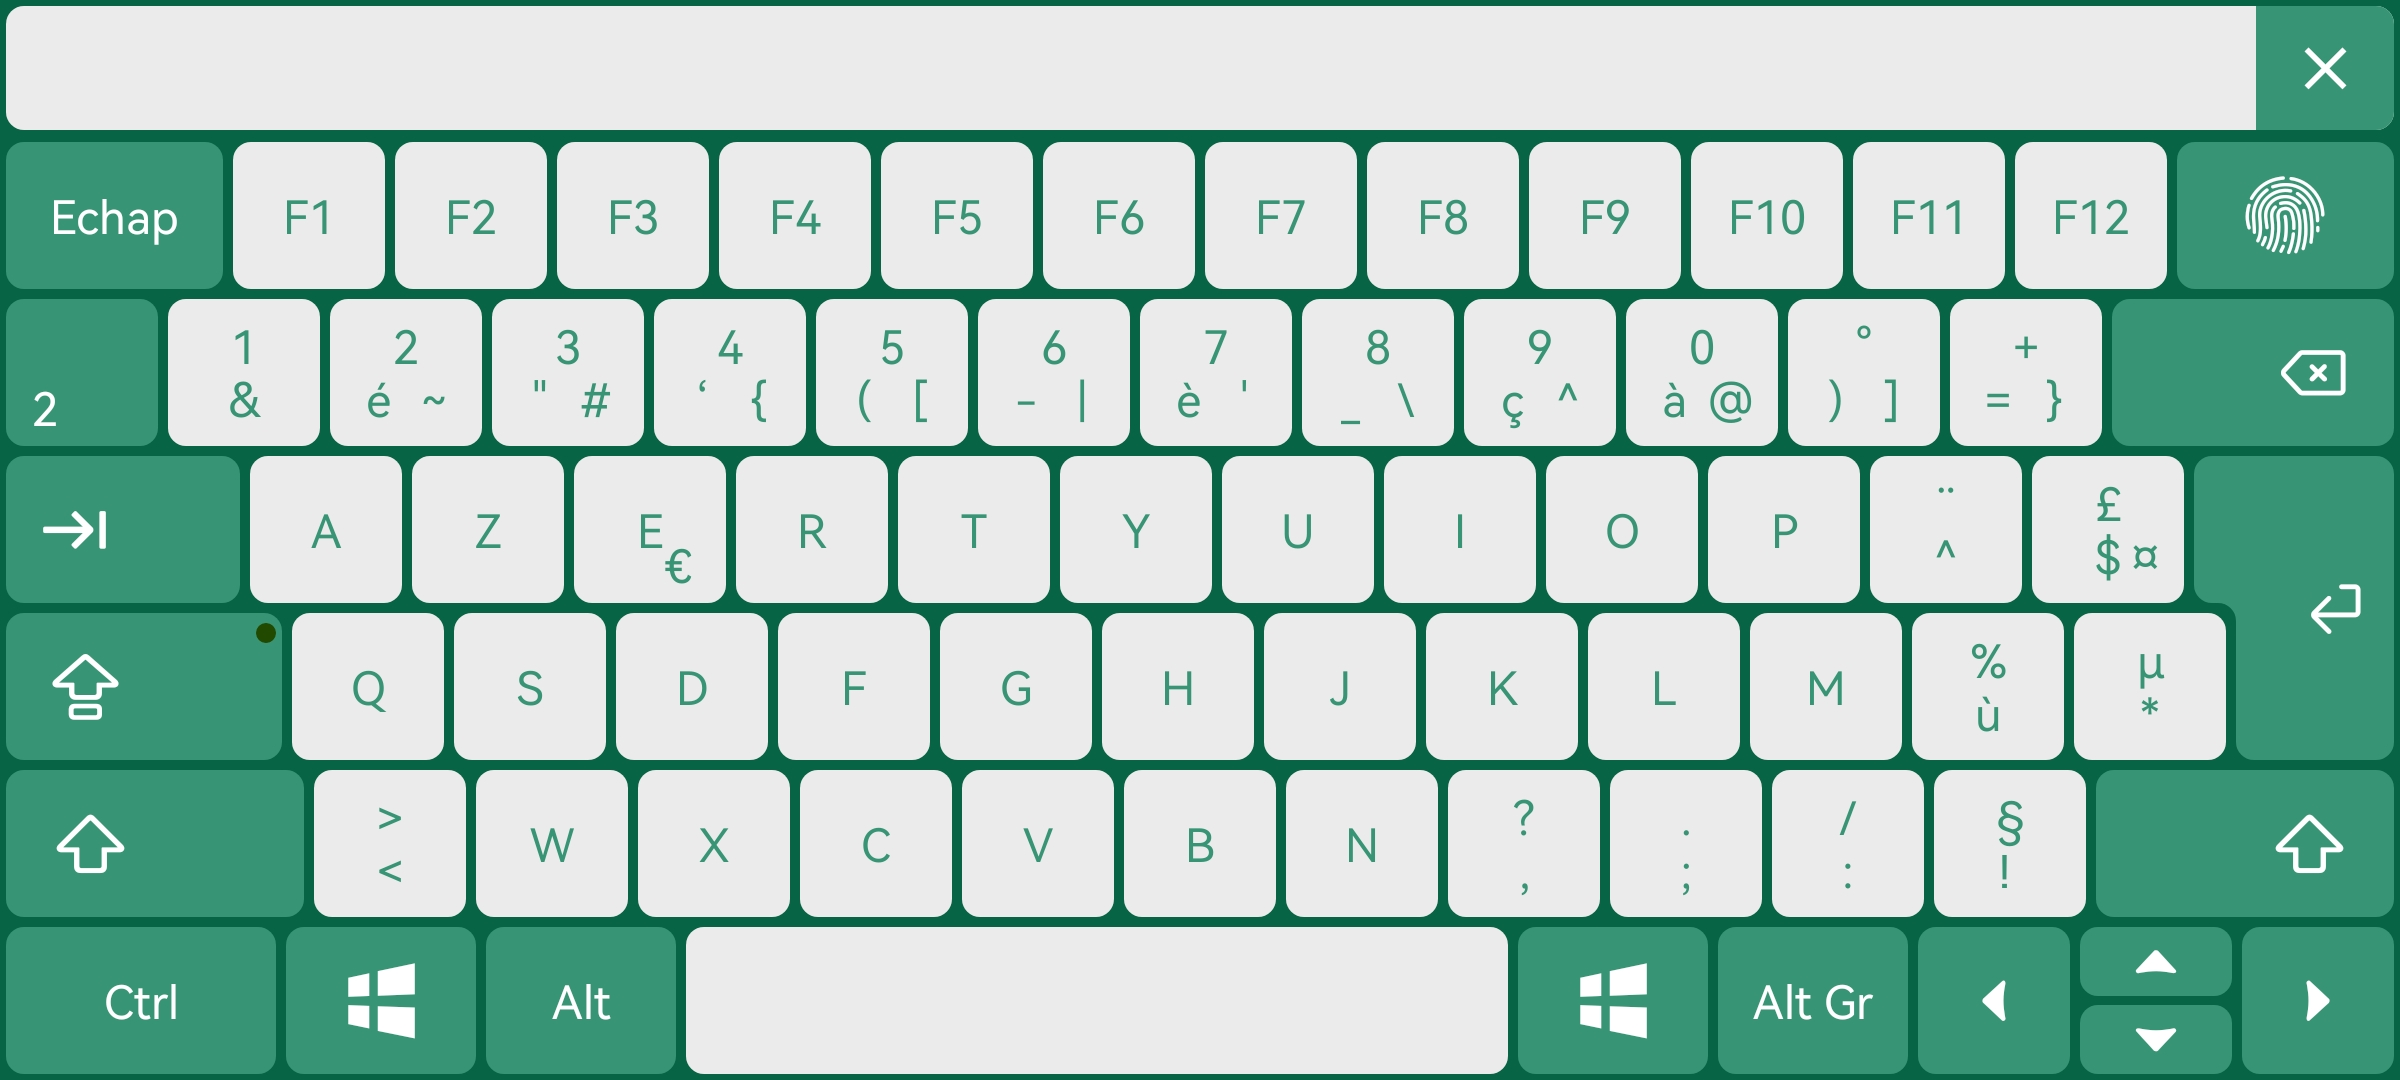 Echap F1 F2 F3 F4 F5 F6 F7 F8 F9 F10 F11 F12
1 2 3 4 5 6 7 8 9 0 ° +
2 & é ~ " # ‘ { ( [ - | è ' _ \ ç ^ à @ ) ] = }
A Z E € R T Y U I O P ¨ ^ £ $ ¤
Q S D F G H J K L M % ù µ *
> < W X C V B N ? , . ; / : § !
Ctrl Alt Alt Gr